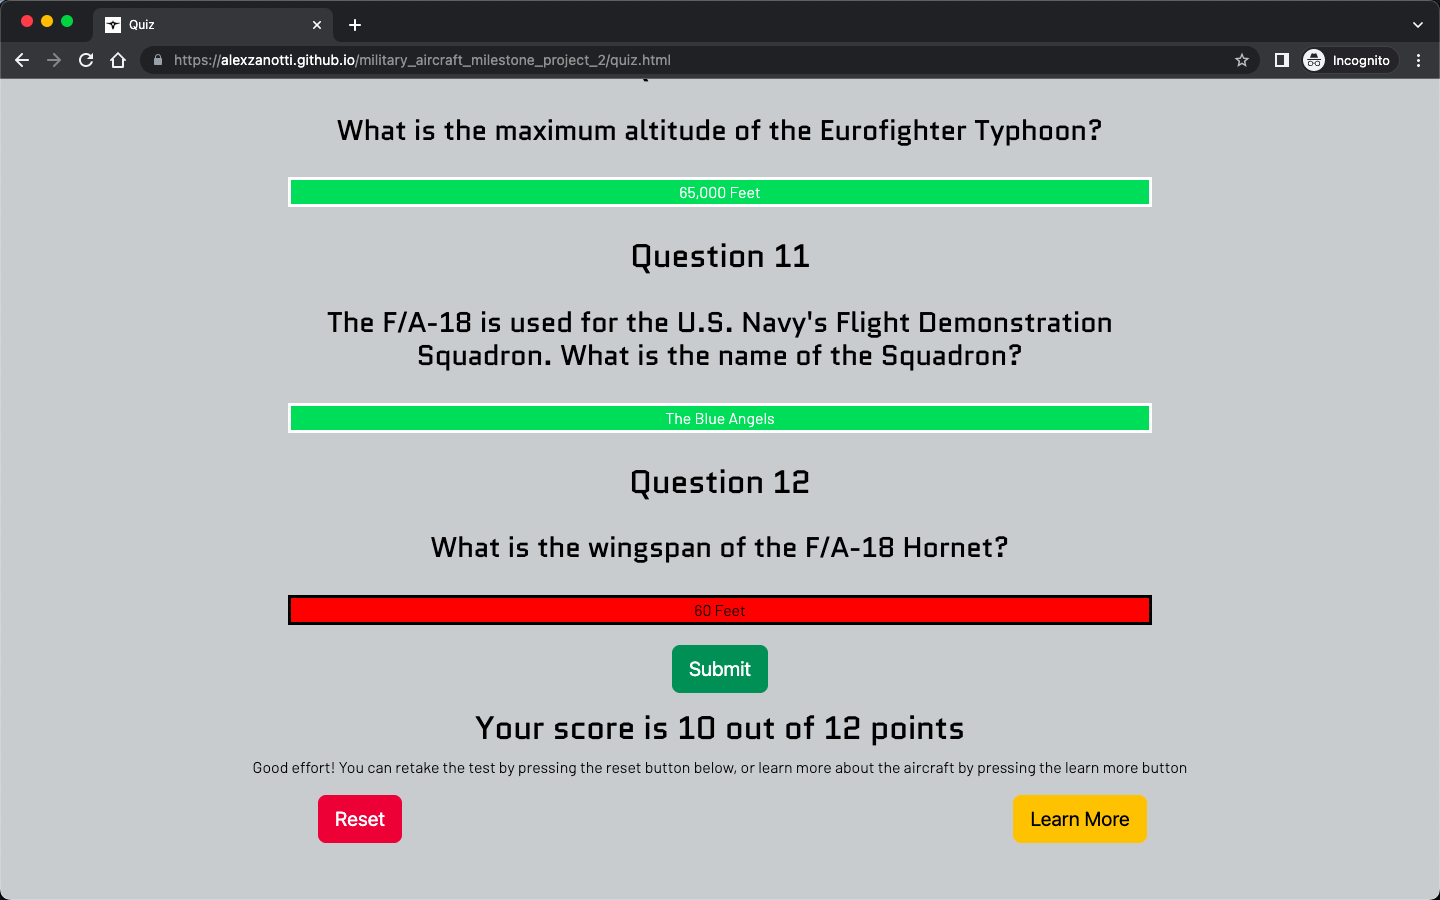 Quiz
https://alexzanotti.github.io/military_aircraft_milestone_project_2/quiz.html
Incognito
What is the maximum altitude of the Eurofighter Typhoon?
65,000 Feet
Question 11
The F/A-18 is used for the U.S. Navy's Flight Demonstration
Squadron. What is the name of the Squadron?
The Blue Angels
Question 12
What is the wingspan of the F/A-18 Hornet?
60 Feet
Submit
Your score is 10 out of 12 points
Good effort! You can retake the test by pressing the reset button below, or learn more about the aircraft by pressing the learn more button
Reset
Learn More